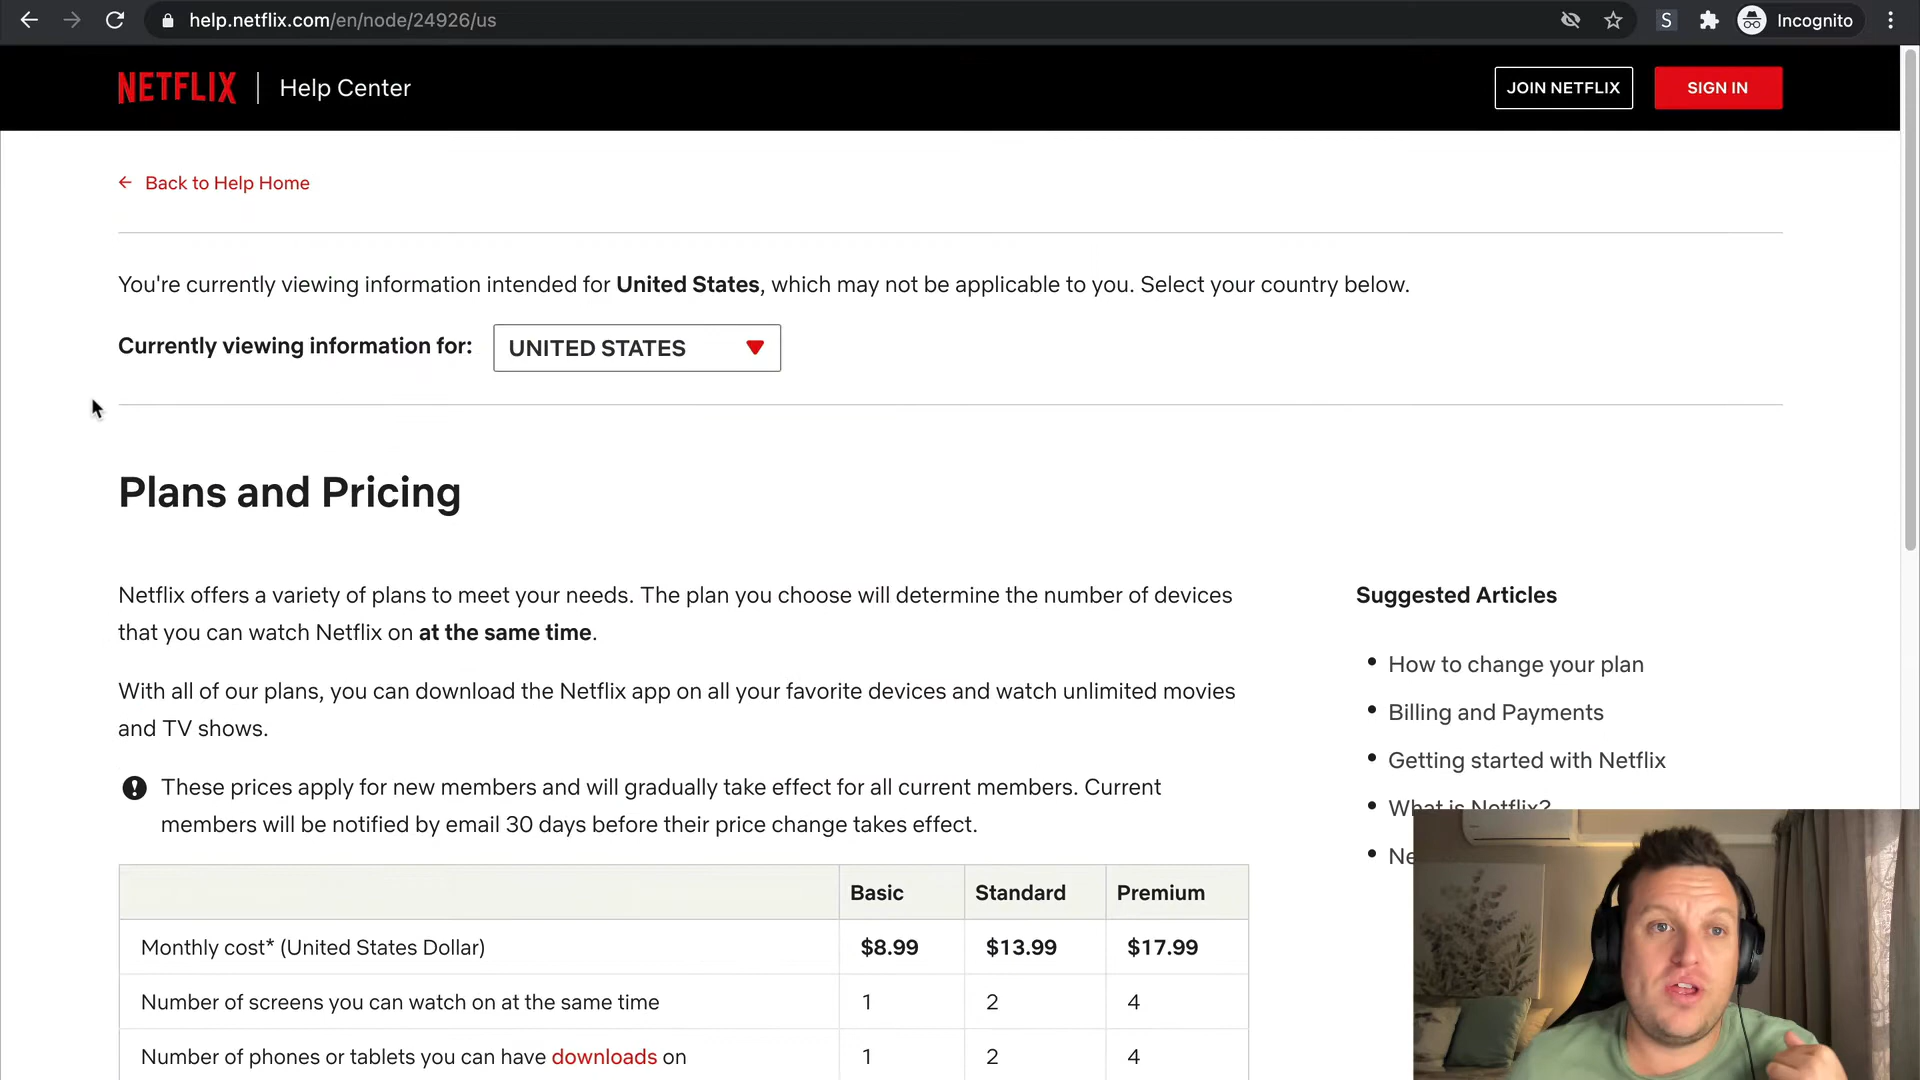 help.netflix.com/en/node/24926/us
S
Incognito
NETFLIX
Help Center
JOIN NETFLIX
SIGN IN
← Back to Help Home
You're currently viewing information intended for United States, which may not be applicable to you. Select your country below.
Currently viewing information for:
UNITED STATES
Plans and Pricing
Netflix offers a variety of plans to meet your needs. The plan you choose will determine the number of devices
that you can watch Netflix on at the same time.
With all of our plans, you can download the Netflix app on all your favorite devices and watch unlimited movies
and TV shows.
These prices apply for new members and will gradually take effect for all current members. Current
members will be notified by email 30 days before their price change takes effect.
Basic Standard Premium
Monthly cost* (United States Dollar) $8.99 $13.99 $17.99
Number of screens you can watch on at the same time 1 2 4
Number of phones or tablets you can have downloads on 1 2 4
Suggested Articles
• How to change your plan
• Billing and Payments
• Getting started with Netflix
• What is Netflix?
• Ne